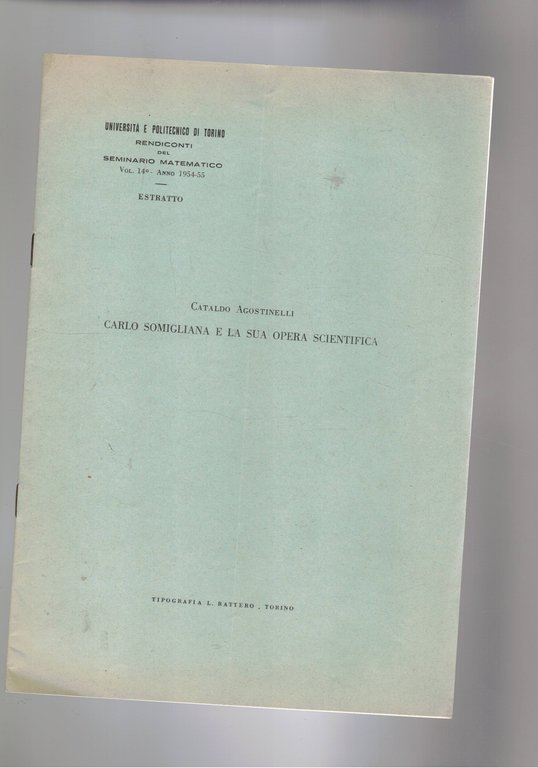 UNIVERSITÀ E POLITECNICO DI TORINO
RENDICONTI
DEL
SEMINARIO MATEMATICO
VOL. 14º - ANNO 1954-55
ESTRATTO
CATALDO AGOSTINELLI
CARLO SOMIGLIANA E LA SUA OPERA SCIENTIFICA
TIPOGRAFIA L. RATTERO - TORINO